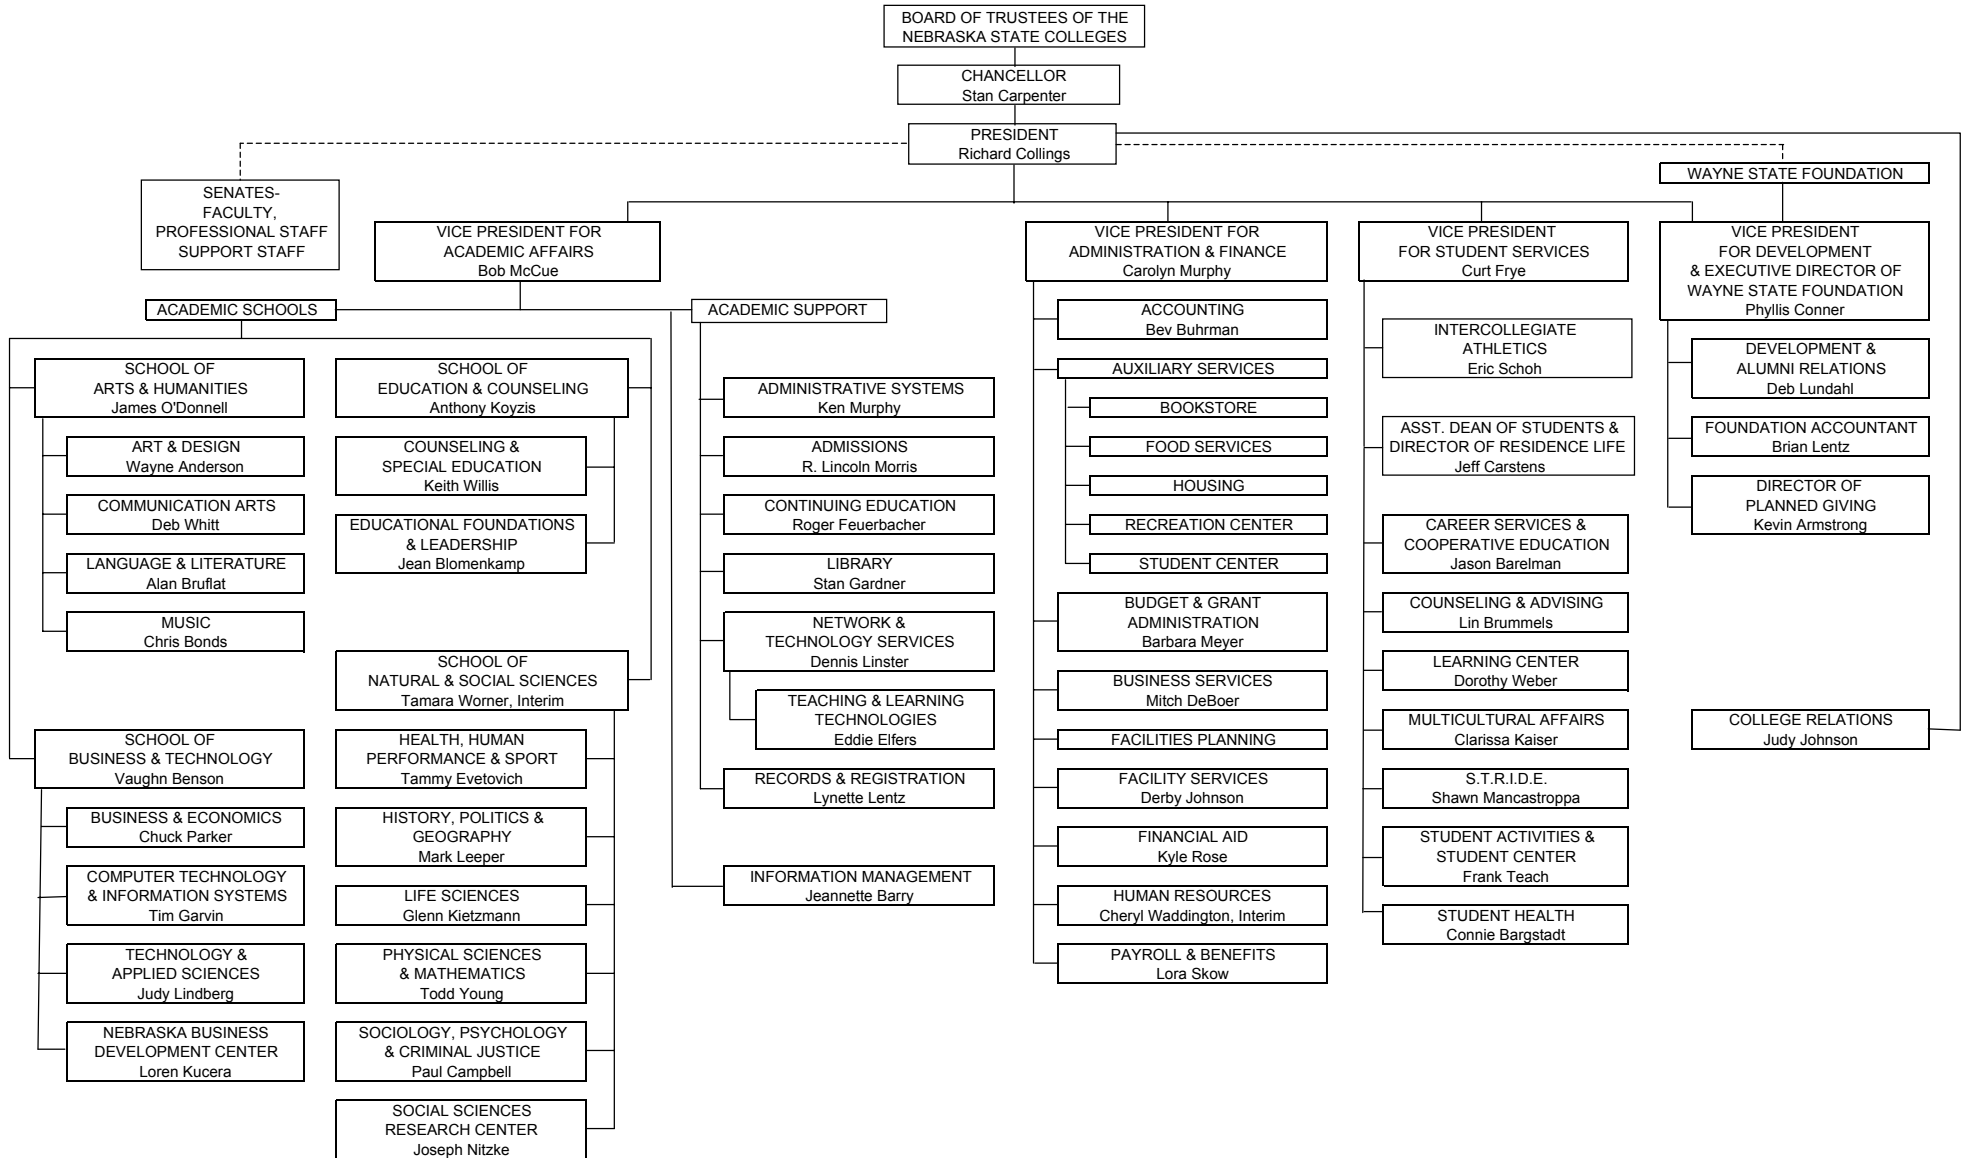 BOARD OF TRUSTEES OF THE
NEBRASKA STATE COLLEGES
CHANCELLOR
Stan Carpenter
PRESIDENT
Richard Collings
SENATES-
FACULTY,
PROFESSIONAL STAFF
SUPPORT STAFF
WAYNE STATE FOUNDATION
VICE PRESIDENT FOR
ACADEMIC AFFAIRS
Bob McCue
ACADEMIC SCHOOLS
SCHOOL OF
ARTS & HUMANITIES
James O'Donnell
ART & DESIGN
Wayne Anderson
COMMUNICATION ARTS
Deb Whitt
LANGUAGE & LITERATURE
Alan Bruflat
MUSIC
Chris Bonds
SCHOOL OF
BUSINESS & TECHNOLOGY
Vaughn Benson
BUSINESS & ECONOMICS
Chuck Parker
COMPUTER TECHNOLOGY
& INFORMATION SYSTEMS
Tim Garvin
TECHNOLOGY &
APPLIED SCIENCES
Judy Lindberg
NEBRASKA BUSINESS
DEVELOPMENT CENTER
Loren Kucera
SCHOOL OF
EDUCATION & COUNSELING
Anthony Koyzis
COUNSELING &
SPECIAL EDUCATION
Keith Willis
EDUCATIONAL FOUNDATIONS
& LEADERSHIP
Jean Blomenkamp
SCHOOL OF
NATURAL & SOCIAL SCIENCES
Tamara Worner, Interim
HEALTH, HUMAN
PERFORMANCE & SPORT
Tammy Evetovich
HISTORY, POLITICS &
GEOGRAPHY
Mark Leeper
LIFE SCIENCES
Glenn Kietzmann
PHYSICAL SCIENCES
& MATHEMATICS
Todd Young
SOCIOLOGY, PSYCHOLOGY
& CRIMINAL JUSTICE
Paul Campbell
SOCIAL SCIENCES
RESEARCH CENTER
Joseph Nitzke
ACADEMIC SUPPORT
ADMINISTRATIVE SYSTEMS
Ken Murphy
ADMISSIONS
R. Lincoln Morris
CONTINUING EDUCATION
Roger Feuerbacher
LIBRARY
Stan Gardner
NETWORK &
TECHNOLOGY SERVICES
Dennis Linster
TEACHING & LEARNING
TECHNOLOGIES
Eddie Elfers
RECORDS & REGISTRATION
Lynette Lentz
INFORMATION MANAGEMENT
Jeannette Barry
VICE PRESIDENT FOR
ADMINISTRATION & FINANCE
Carolyn Murphy
ACCOUNTING
Bev Buhrman
AUXILIARY SERVICES
BOOKSTORE
FOOD SERVICES
HOUSING
RECREATION CENTER
STUDENT CENTER
BUDGET & GRANT
ADMINISTRATION
Barbara Meyer
BUSINESS SERVICES
Mitch DeBoer
FACILITIES PLANNING
FACILITY SERVICES
Derby Johnson
FINANCIAL AID
Kyle Rose
HUMAN RESOURCES
Cheryl Waddington, Interim
PAYROLL & BENEFITS
Lora Skow
VICE PRESIDENT
FOR STUDENT SERVICES
Curt Frye
INTERCOLLEGIATE
ATHLETICS
Eric Schoh
ASST. DEAN OF STUDENTS &
DIRECTOR OF RESIDENCE LIFE
Jeff Carstens
CAREER SERVICES &
COOPERATIVE EDUCATION
Jason Barelman
COUNSELING & ADVISING
Lin Brummels
LEARNING CENTER
Dorothy Weber
MULTICULTURAL AFFAIRS
Clarissa Kaiser
S.T.R.I.D.E.
Shawn Mancastroppa
STUDENT ACTIVITIES &
STUDENT CENTER
Frank Teach
STUDENT HEALTH
Connie Bargstadt
VICE PRESIDENT
FOR DEVELOPMENT
& EXECUTIVE DIRECTOR OF
WAYNE STATE FOUNDATION
Phyllis Conner
DEVELOPMENT &
ALUMNI RELATIONS
Deb Lundahl
FOUNDATION ACCOUNTANT
Brian Lentz
DIRECTOR OF
PLANNED GIVING
Kevin Armstrong
COLLEGE RELATIONS
Judy Johnson